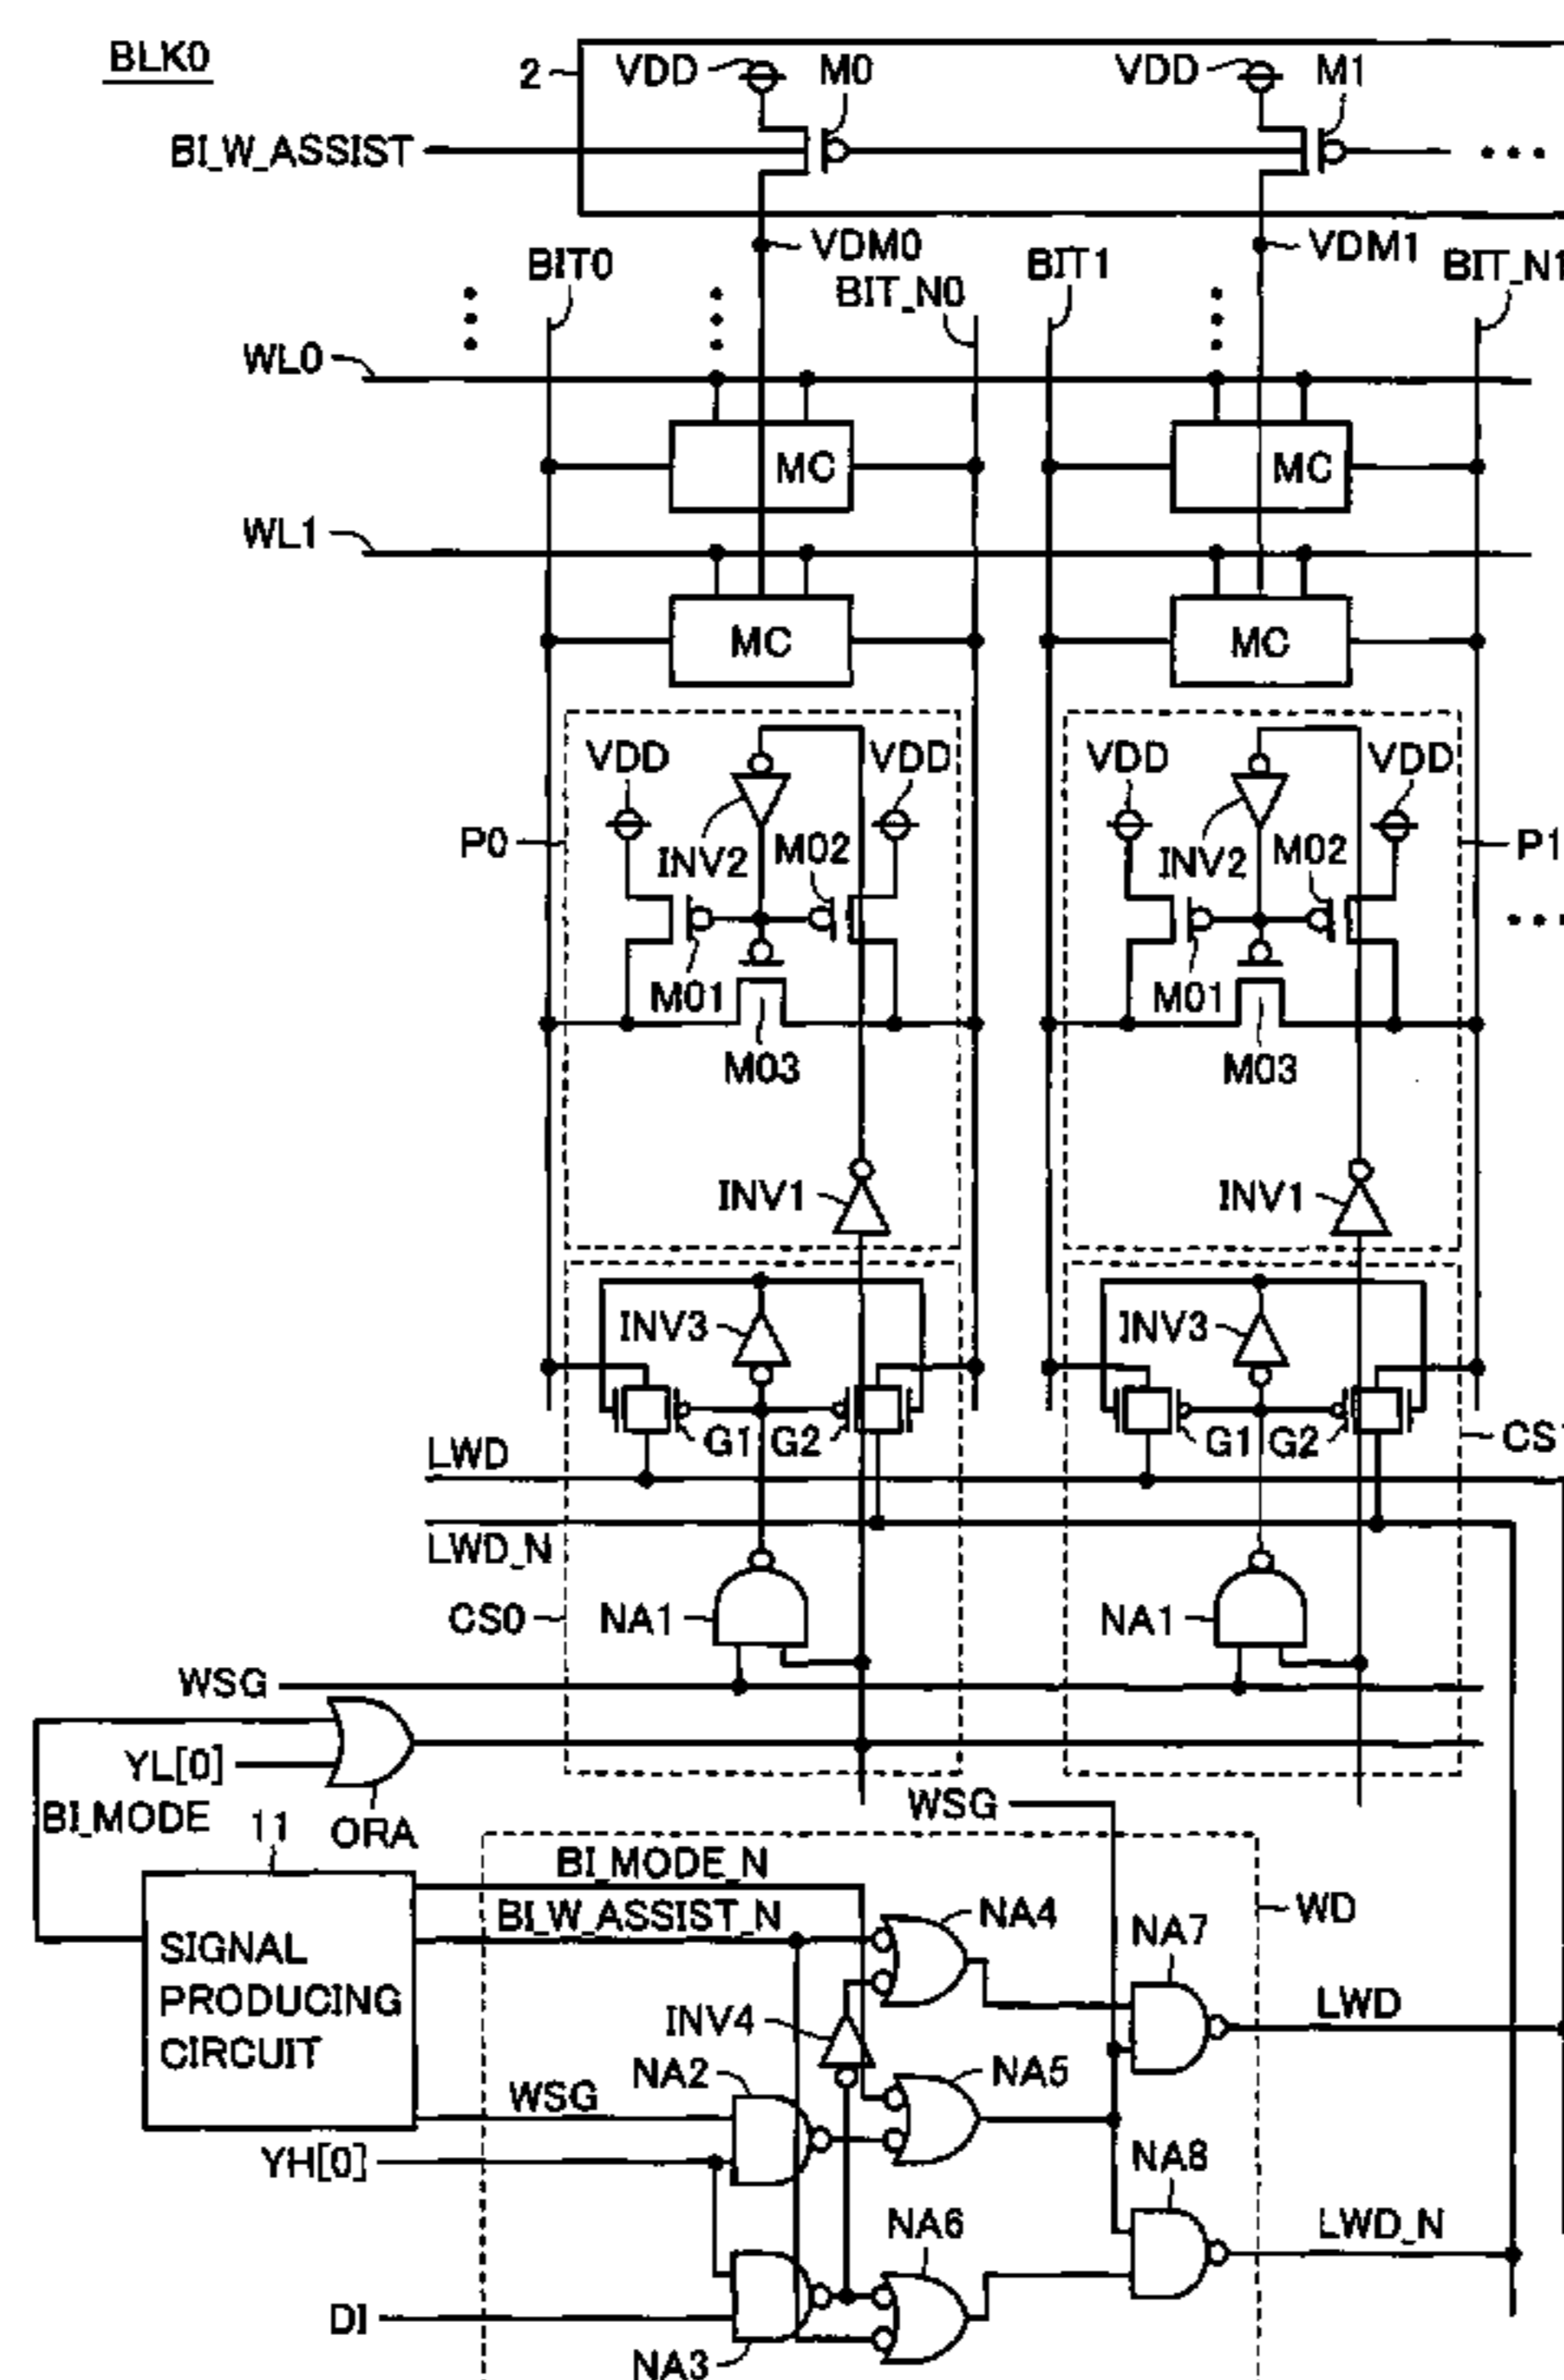 BLK0
2
VDD
M0
VDD
M1
BI_W_ASSIST
VDM0
VDM1
BIT0
BIT_N0
BIT1
BIT_N1
WL0
MC
MC
WL1
MC
MC
VDD
VDD
VDD
VDD
P0
INV2
M02
INV2
M02
P1
M01
M01
M03
M03
INV1
INV1
INV3
INV3
G1
G2
G1
G2
LWD
LWD_N
CS0
NA1
NA1
WSG
YL[0]
BI_MODE
11
ORA
WSG
BI_MODE_N
BI_W_ASSIST_N
NA4
WD
NA7
SIGNAL
PRODUCING
CIRCUIT
LWD
INV4
NA2
NA5
WSG
YH[0]
NA8
NA6
LWD_N
DI
NA3